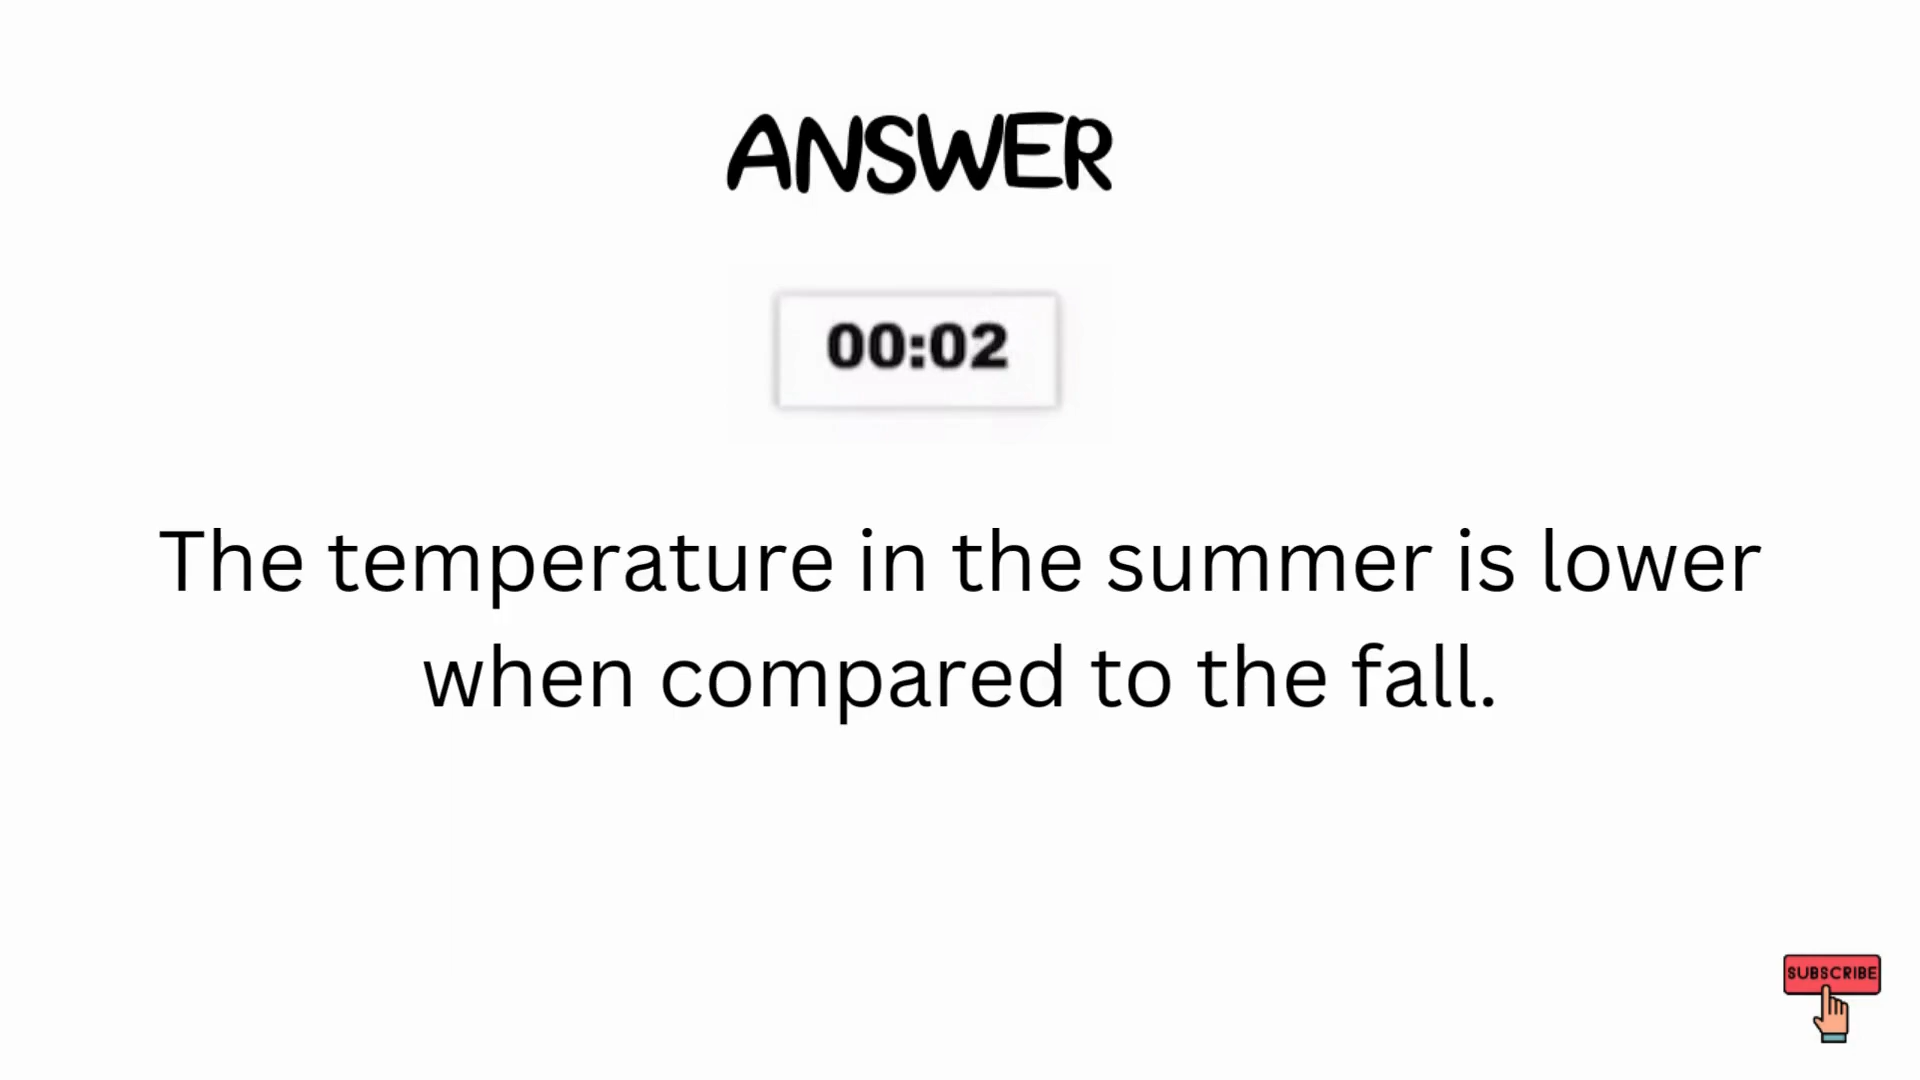 ANSWER
00:02
The temperature in the summer is lower
when compared to the fall.
SUBSCRIBE